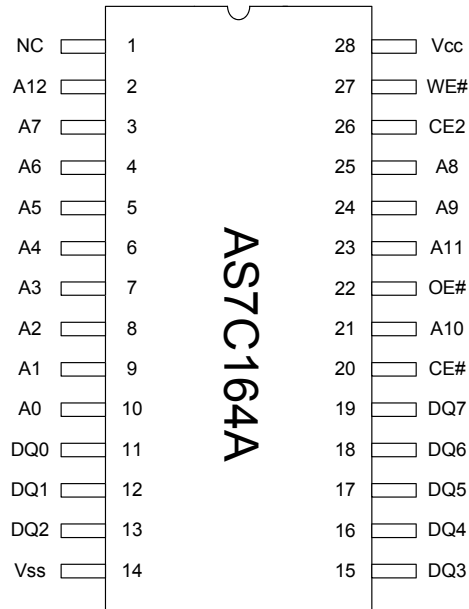 NC 1 28 Vcc
A12 2 27 WE#
A7 3 26 CE2
A6 4 25 A8
A5 5 24 A9
A4 6 23 A11
A3 7 22 OE#
A2 8 21 A10
A1 9 20 CE#
A0 10 19 DQ7
DQ0 11 18 DQ6
DQ1 12 17 DQ5
DQ2 13 16 DQ4
Vss 14 15 DQ3
AS7C164A